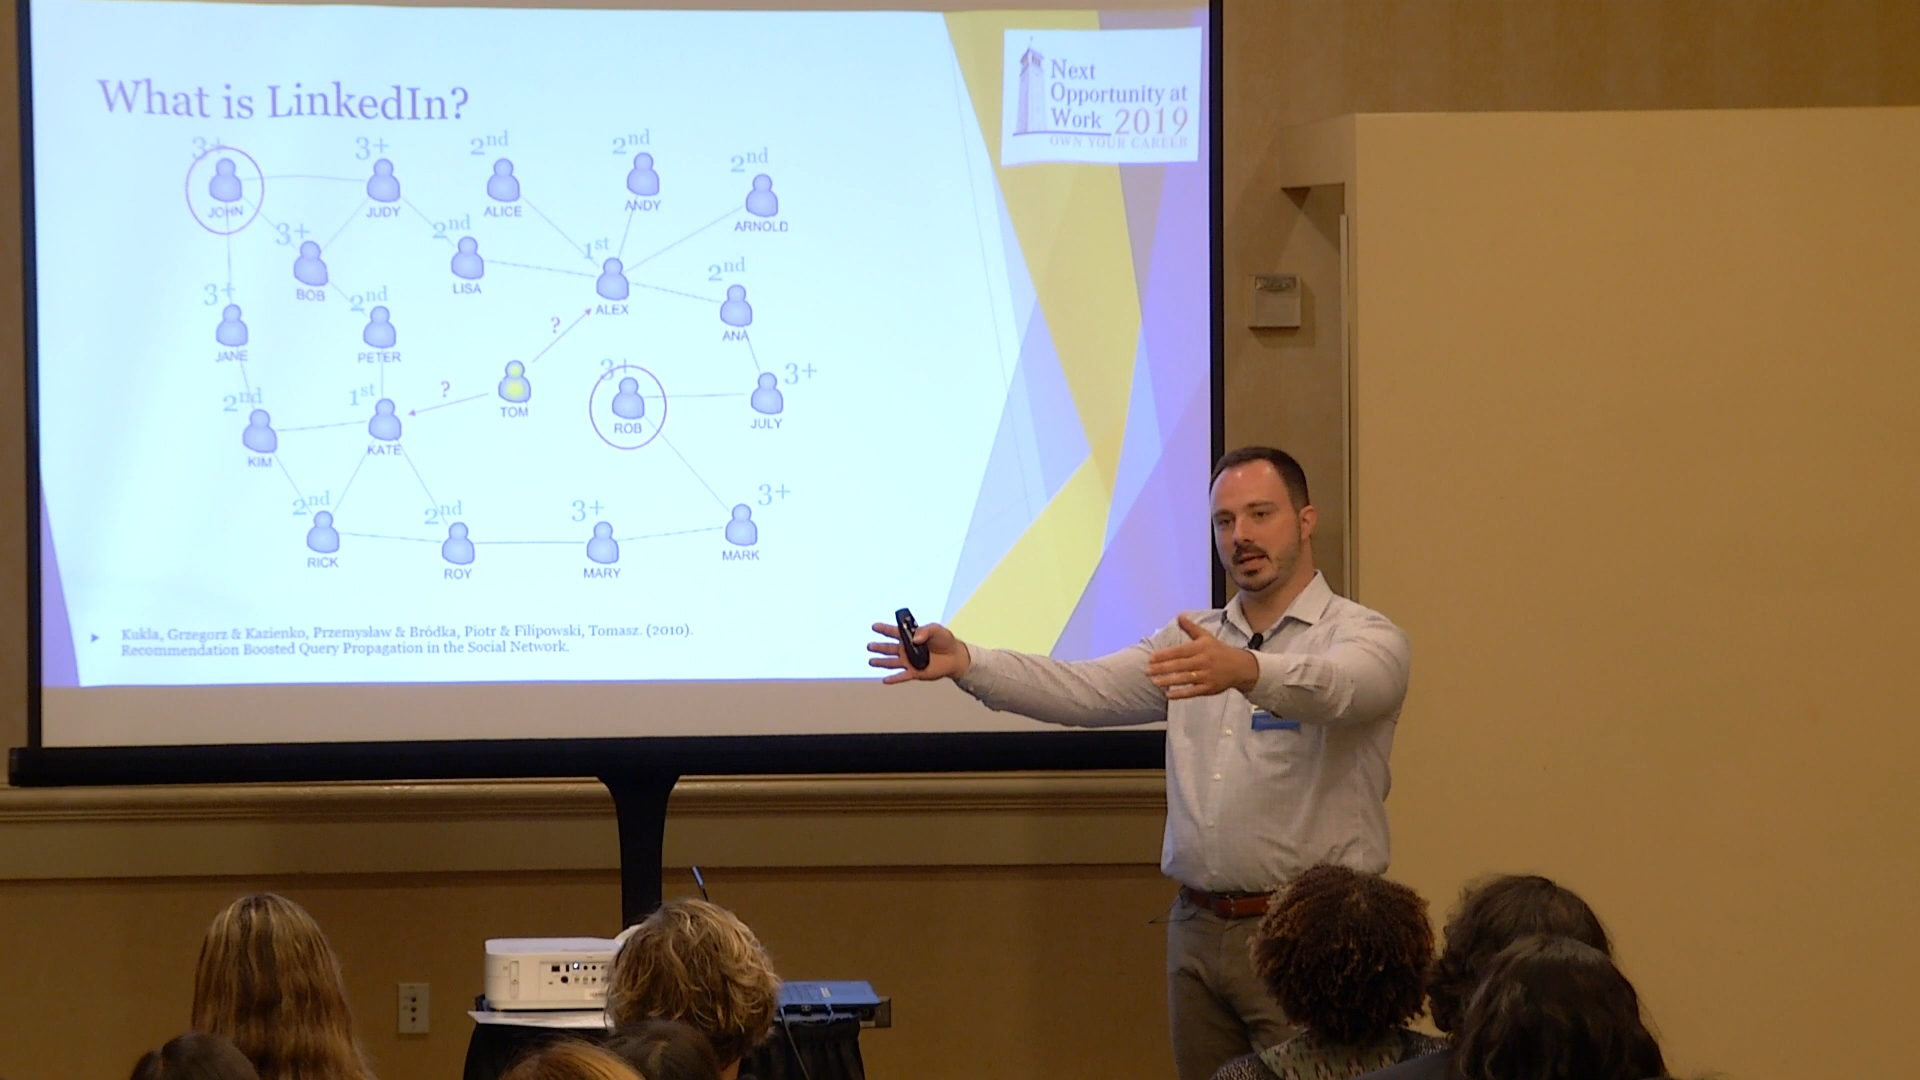 What is LinkedIn?
Next
Opportunity at
Work 2019
OWN YOUR CAREER
3+
3+
2nd
2nd
2nd
JOHN
JUDY
ALICE
ANDY
ARNOLD
3+
2nd
1st
2nd
BOB
LISA
ALEX
ANA
3+
2nd
?
JANE
PETER
3+
3+
2nd
1st
?
TOM
ROB
JULY
KIM
KATE
2nd
2nd
3+
3+
RICK
ROY
MARY
MARK
Kukla, Grzegorz & Kazienko, Przemysław & Bródka, Piotr & Filipowski, Tomasz. (2010).
Recommendation Boosted Query Propagation in the Social Network.